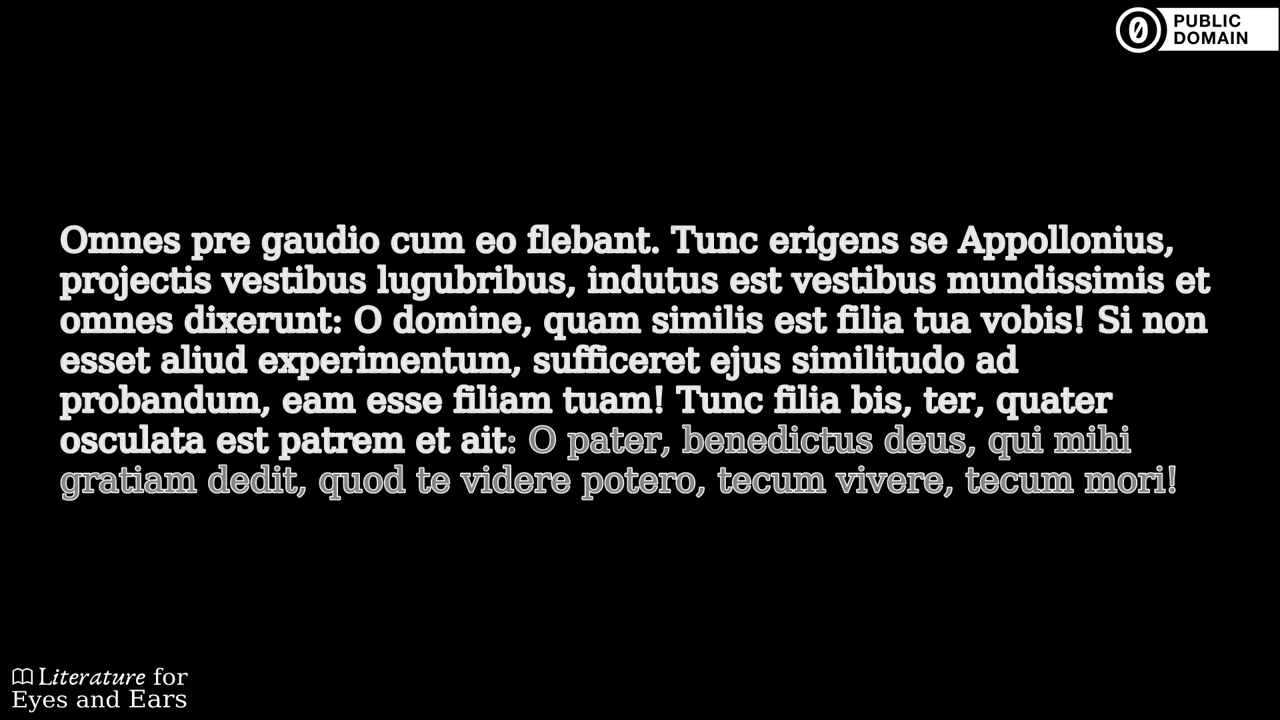 PUBLIC
DOMAIN
Omnes pre gaudio cum eo flebant. Tunc erigens se Appollonius,
projectis vestibus lugubribus, indutus est vestibus mundissimis et
omnes dixerunt: O domine, quam similis est filia tua vobis! Si non
esset aliud experimentum, sufficeret ejus similitudo ad
probandum, eam esse filiam tuam! Tunc filia bis, ter, quater
osculata est patrem et ait: O pater, benedictus deus, qui mihi
gratiam dedit, quod te videre potero, tecum vivere, tecum mori!
Literature for
Eyes and Ears